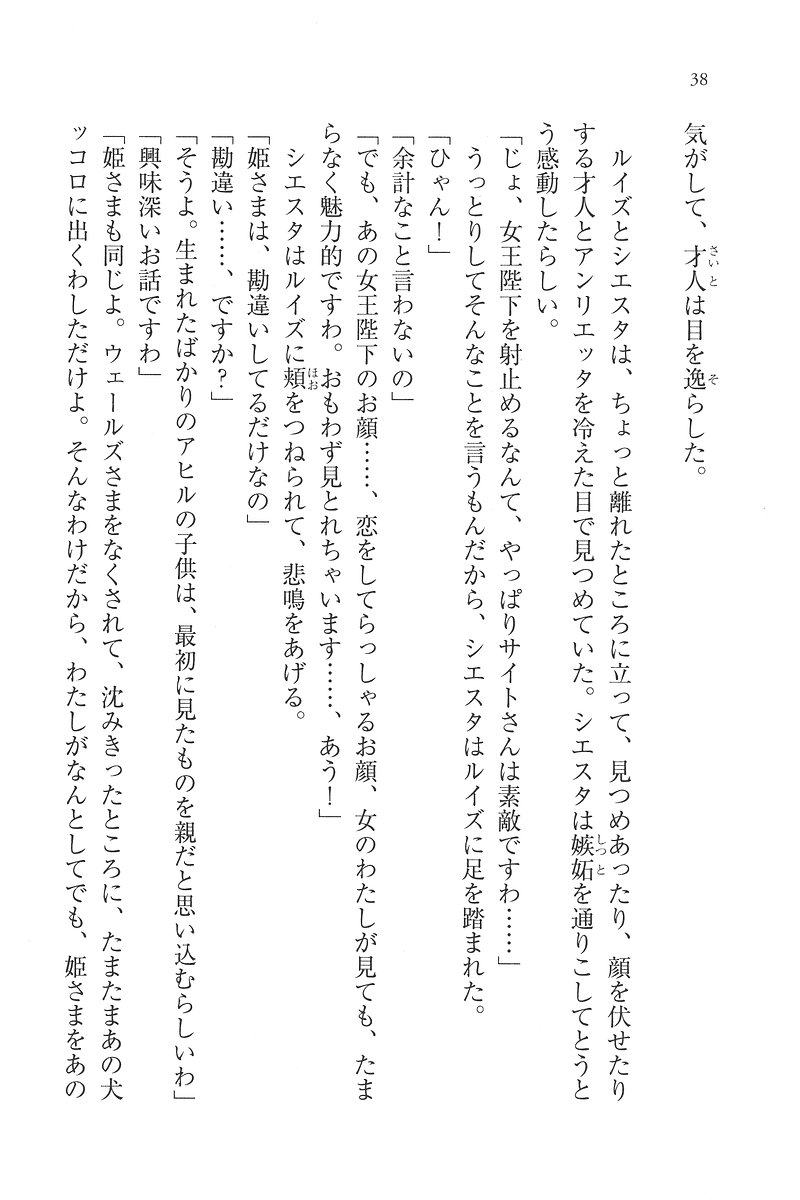 38
気がして、才人は目を逸らした。
ルイズとシエスタは、ちょっと離れたところに立って、見つめあったり、顔を伏せたり
する才人とアンリエッタを冷えた目で見つめていた。シエスタは嫉妬を通りこしてとうと
う感動したらしい。
「じょ、女王陛下を射止めるなんて、やっぱりサイトさんは素敵ですわ……」
うっとりしてそんなことを言うもんだから、シエスタはルイズに足を踏まれた。
「ひゃん！」
「余計なこと言わないの」
「でも、あの女王陛下のお顔……、恋をしてらっしゃるお顔、女のわたしが見ても、たま
らなく魅力的ですわ。おもわず見とれちゃいます……、あう！」
シエスタはルイズに頬をつねられて、悲鳴をあげる。
「姫さまは、勘違いしてるだけなの」
「勘違い……、ですか？」
「そうよ。生まれたばかりのアヒルの子供は、最初に見たものを親だと思い込むらしいわ」
「興味深いお話ですわ」
「姫さまも同じよ。ウェールズさまをなくされて、沈みきったところに、たまたまあの犬
ッコロに出くわしただけよ。そんなわけだから、わたしがなんとしてでも、姫さまをあの